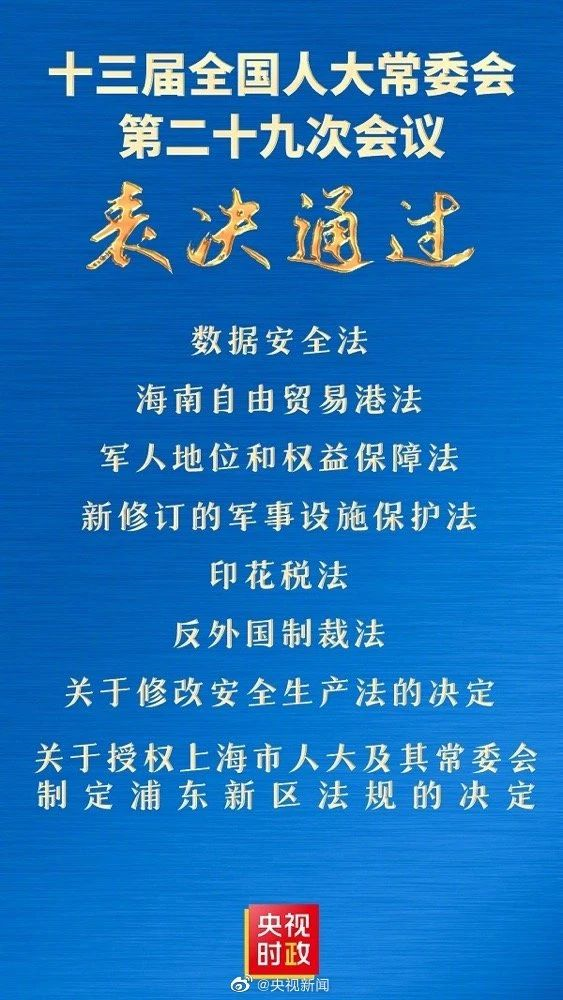 十三届全国人大常委会
第二十九次会议
表决通过
数据安全法
海南自由贸易港法
军人地位和权益保障法
新修订的军事设施保护法
印花税法
反外国制裁法
关于修改安全生产法的决定
关于授权上海市人大及其常委会
制定浦东新区法规的决定
央视
时政
@央视新闻